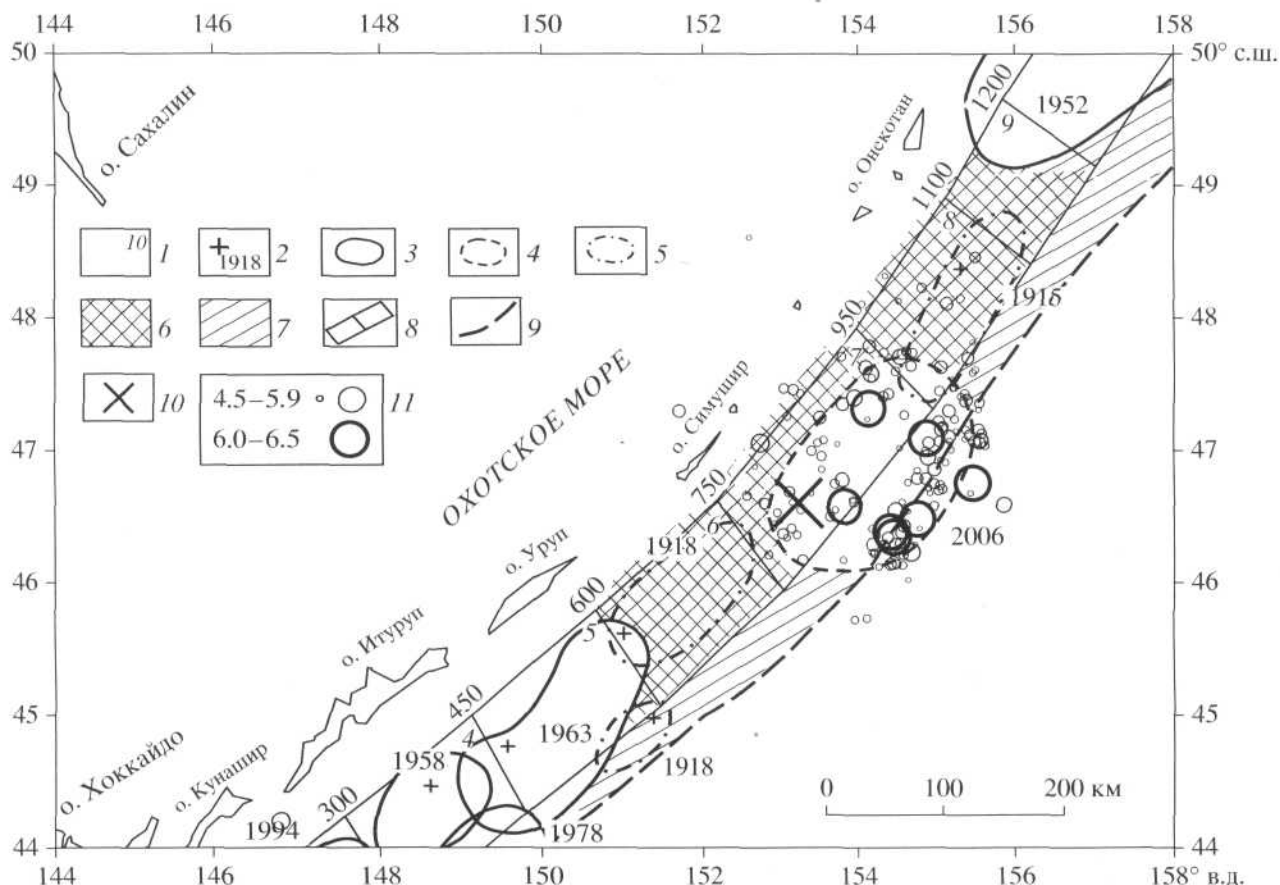 144 146 148 150 152 154 156 158
50 50° с.ш.
1200
1952
9
о. Сахалин
о. Онекотан
49 1100 49
8
10 1 1918 2 3 4 5
48 6 7 8 9 48
950
1915
7
ОХОТСКОЕ МОРЕ
10 4.5–5.9 11
6.0–6.5
о. Симушир
47 47
750
6
2006
1918
о. Уруп
46 46
600
5
о. Итуруп
450
45 45
4 1963
о. Хоккайдо
о. Кунашир
1958
1918
0 100 200 км
300
1994 1978
44 44
144 146 148 150 152 154 156 158° в.д.